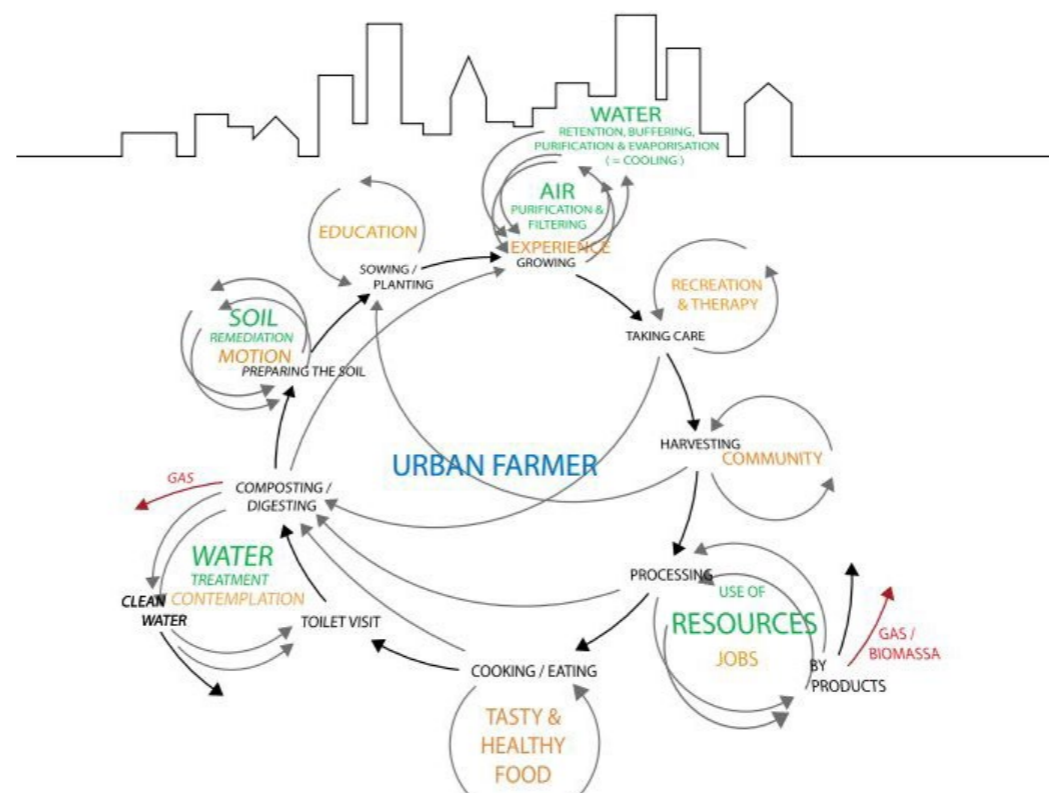 WATER
RETENTION, BUFFERING,
PURIFICATION & EVAPORISATION
( = COOLING )
AIR
PURIFICATION &
FILTERING
EXPERIENCE
GROWING
EDUCATION
SOWING /
PLANTING
RECREATION
& THERAPY
TAKING CARE
SOIL
REMEDIATION
MOTION
PREPARING THE SOIL
HARVESTING
COMMUNITY
URBAN FARMER
GAS
COMPOSTING /
DIGESTING
WATER
TREATMENT
CONTEMPLATION
CLEAN
WATER
TOILET VISIT
PROCESSING
USE OF
RESOURCES
JOBS
GAS /
BIOMASSA
BY
PRODUCTS
COOKING / EATING
TASTY &
HEALTHY
FOOD